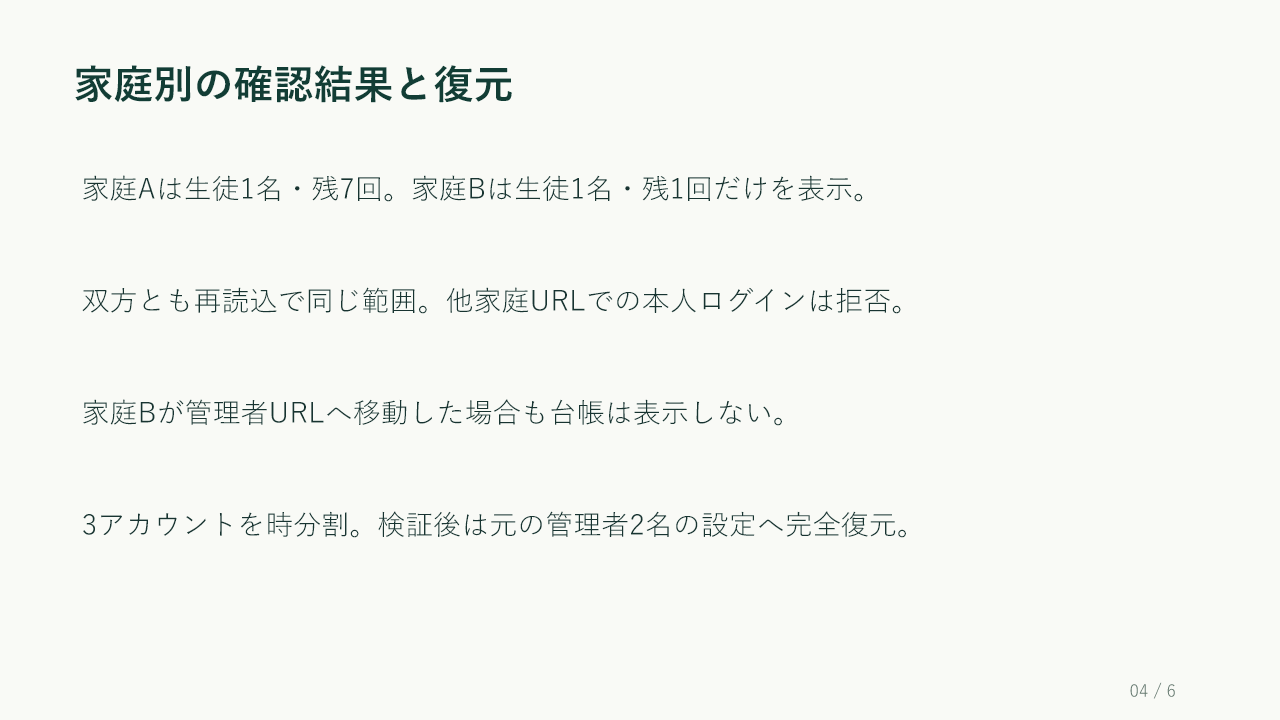 家庭別の確認結果と復元
家庭Aは生徒1名・残7回。家庭Bは生徒1名・残1回だけを表示。
双方とも再読込で同じ範囲。他家庭URLでの本人ログインは拒否。
家庭Bが管理者URLへ移動した場合も台帳は表示しない。
3アカウントを時分割。検証後は元の管理者2名の設定へ完全復元。
04 / 6